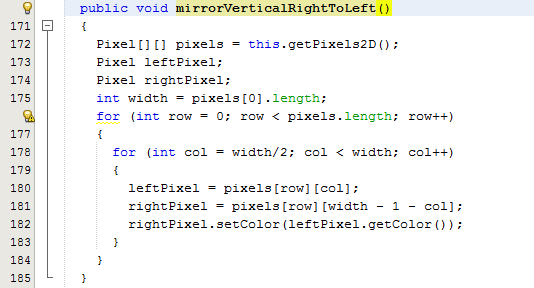 public void mirrorVerticalRightToLeft()
171 {
172 Pixel[][] pixels = this.getPixels2D();
173 Pixel leftPixel;
174 Pixel rightPixel;
175 int width = pixels[0].length;
for (int row = 0; row < pixels.length; row++)
177 {
178 for (int col = width/2; col < width; col++)
179 {
180 leftPixel = pixels[row][col];
181 rightPixel = pixels[row][width - 1 - col];
182 rightPixel.setColor(leftPixel.getColor());
183 }
184 }
185 }